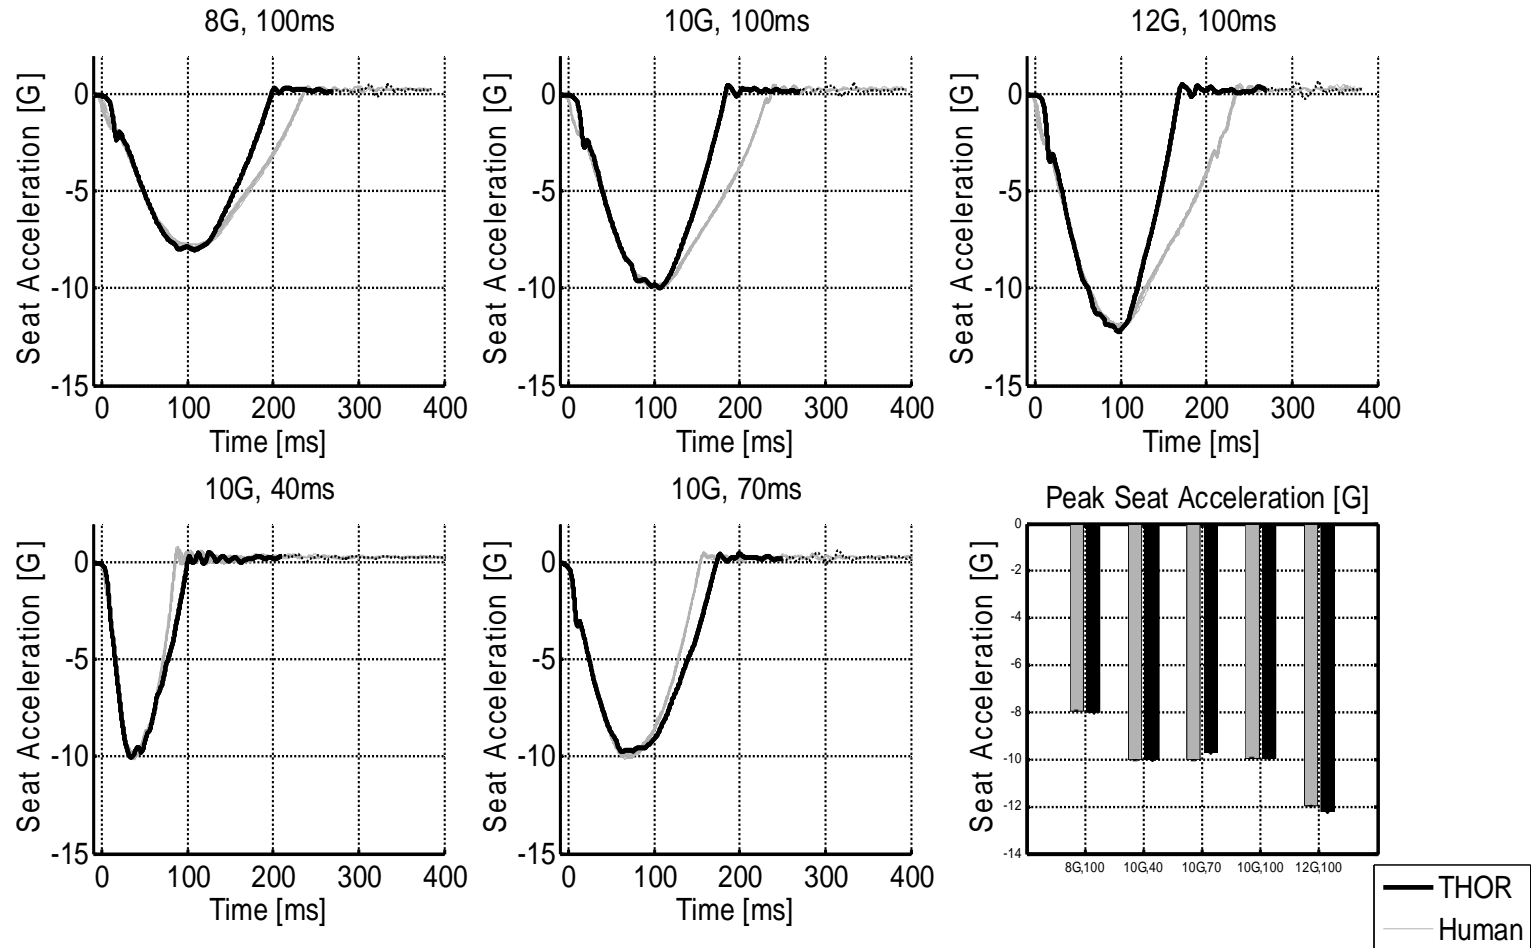 8G, 100ms
Seat Acceleration [G]
0
-5
-10
-15
0 100 200 300 400
Time [ms]
10G, 100ms
Seat Acceleration [G]
0
-5
-10
-15
0 100 200 300 400
Time [ms]
12G, 100ms
Seat Acceleration [G]
0
-5
-10
-15
0 100 200 300 400
Time [ms]
10G, 40ms
Seat Acceleration [G]
0
-5
-10
-15
0 100 200 300 400
Time [ms]
10G, 70ms
Seat Acceleration [G]
0
-5
-10
-15
0 100 200 300 400
Time [ms]
Peak Seat Acceleration [G]
Seat Acceleration [G]
0
-2
-4
-6
-8
-10
-12
-14
8G,100 10G,40 10G,70 10G,100 12G,100
THOR
Human